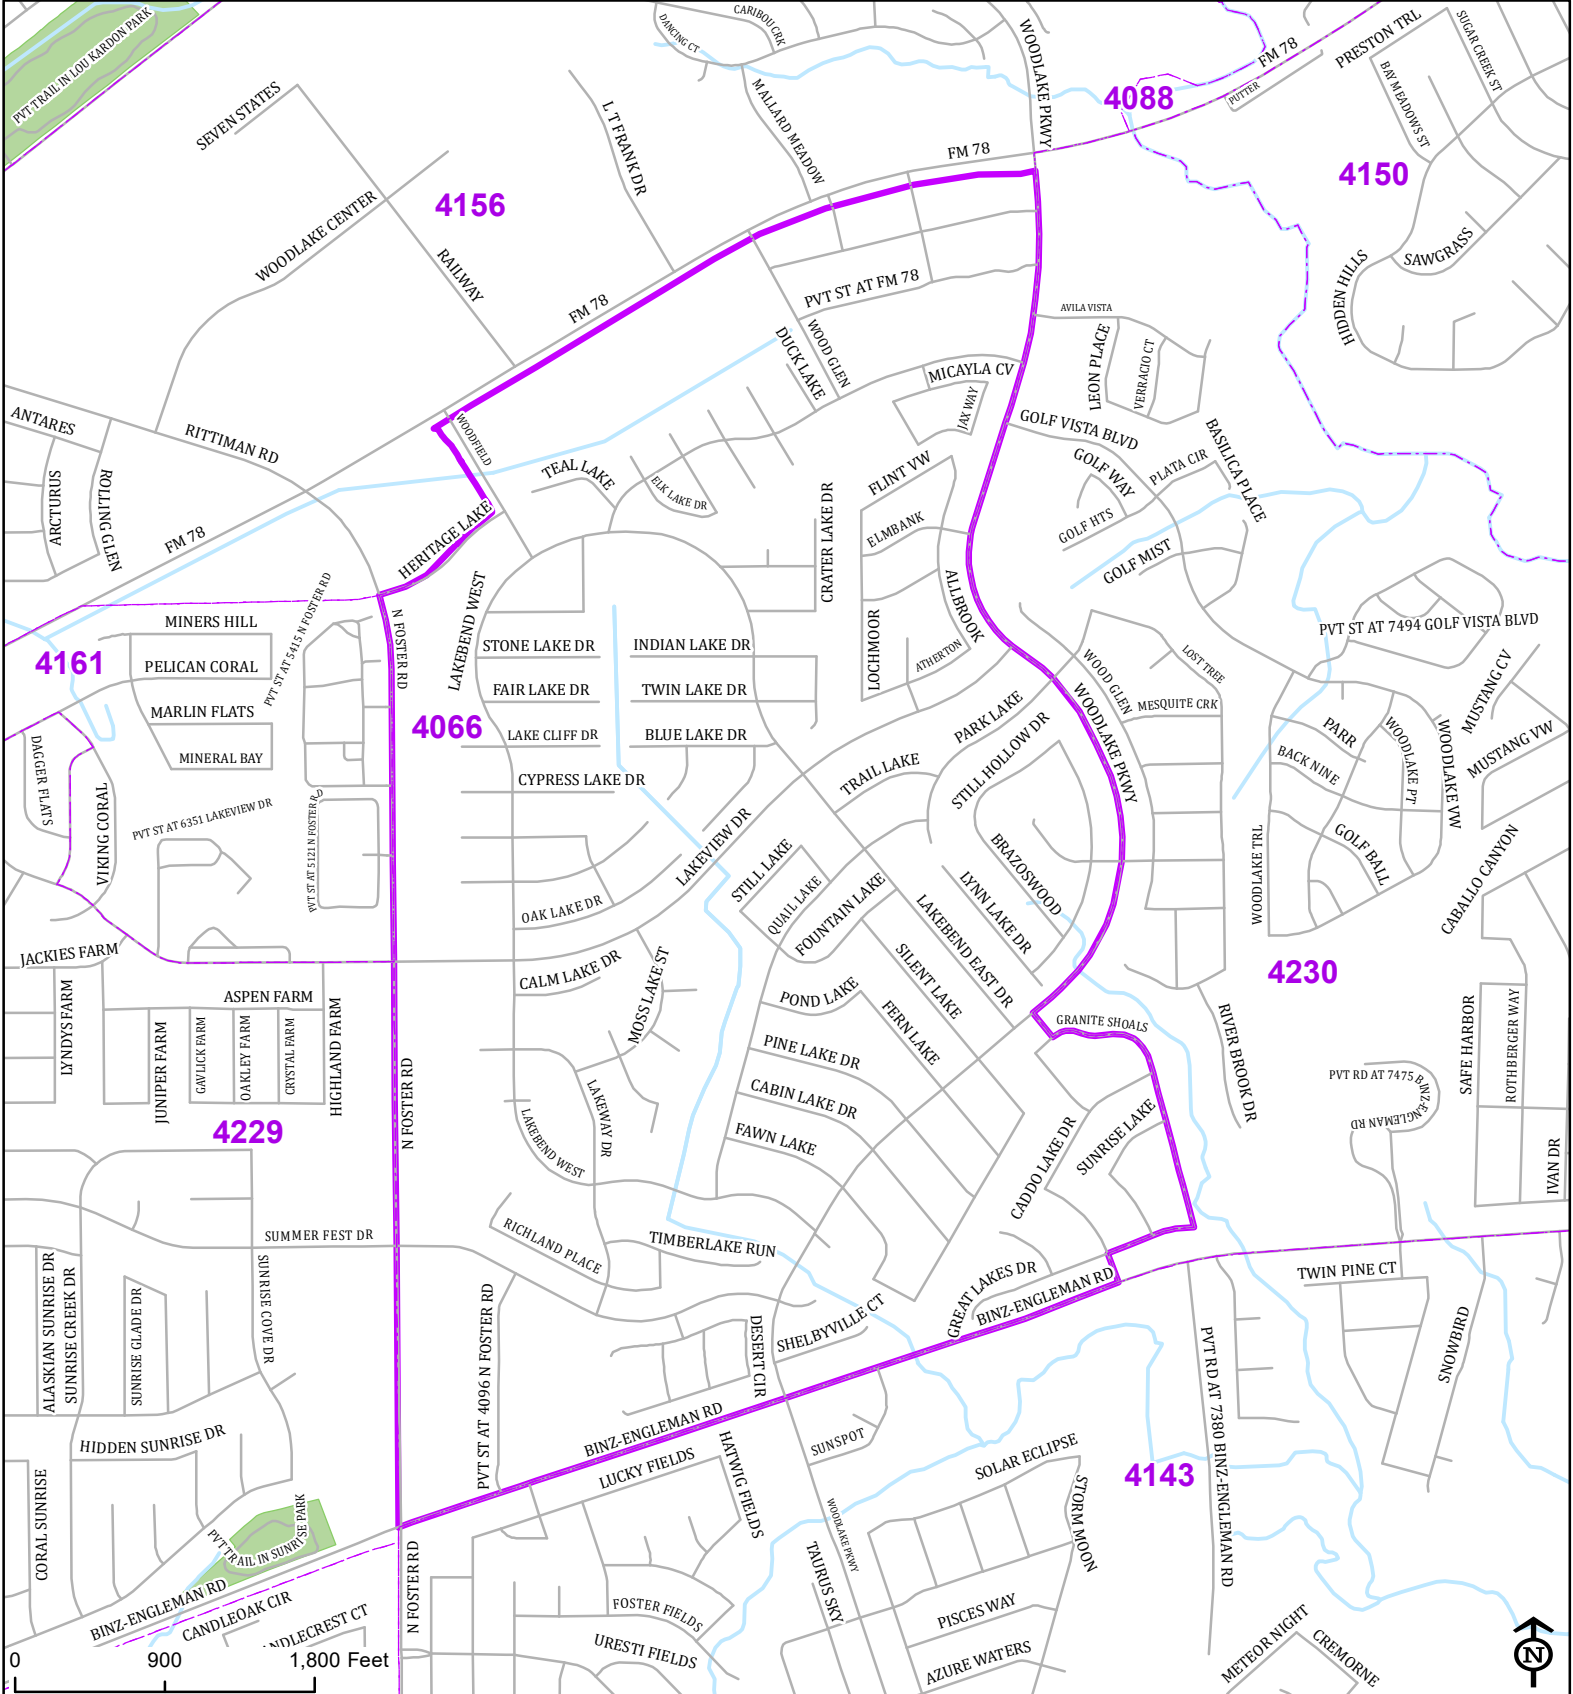 CARIBOU CRK
DANCING CT
WOODLAKE PKWY
PVT TRAIL IN LOU KARDON PARK
PRESTON TRL
SUGAR CREEK ST
FM 78
PUTTER
4088
BAY MEADOWS ST
SEVEN STATES
L T FRANK DR
MALLARD MEADOW
FM 78
4150
4156
WOODLAKE CENTER
RAILWAY
SAWGRASS
HIDDEN HILLS
FM 78
PVT ST AT FM 78
AVILA VISTA
WOOD GLEN
DUCK LAKE
LEON PLACE
VERRACIO CT
MICAYLA CV
JAX WAY
ANTARES
RITTIMAN RD
WOODFIELD
GOLF VISTA BLVD
BASILICA PLACE
ARCTURUS
ROLLING GLEN
TEAL LAKE
ELK LAKE DR
FLINT VW
GOLF WAY
PLATA CIR
GOLF HTS
FM 78
HERITAGE LAKE
CRATER LAKE DR
ELMBANK
GOLF MIST
PVT ST AT 5415 N FOSTER RD
N FOSTER RD
LAKEBEND WEST
ALLBROOK
MINERS HILL
PVT ST AT 7494 GOLF VISTA BLVD
4161
PELICAN CORAL
STONE LAKE DR
INDIAN LAKE DR
LOCHMOOR
ATHERTON
WOOD GLEN
LOST TREE
MUSTANG CV
FAIR LAKE DR
TWIN LAKE DR
MARLIN FLATS
4066
PARK LAKE
WOODLAKE PKWY
MESQUITE CRK
PARR
WOODLAKE PT
WOODLAKE VW
MUSTANG VW
LAKE CLIFF DR
BLUE LAKE DR
DAGGER FLATS
MINERAL BAY
CYPRESS LAKE DR
TRAIL LAKE
STILL HOLLOW DR
BACK NINE
VIKING CORAL
PVT ST AT 6351 LAKEVIEW DR
PVT ST AT 5121 N FOSTER RD
LAKEVIEW DR
STILL LAKE
BRAZOSWOOD
WOODLAKE TRL
GOLF BALL
CABALLO CANYON
OAK LAKE DR
QUAIL LAKE
FOUNTAIN LAKE
LYNN LAKE DR
LAKEBEND EAST DR
JACKIES FARM
CALM LAKE DR
MOSS LAKE ST
SILENT LAKE
4230
LYNDYS FARM
ASPEN FARM
POND LAKE
FERN LAKE
GRANITE SHOALS
RIVER BROOK DR
SAFE HARBOR
ROTHBERGER WAY
JUNIPER FARM
GAVLICK FARM
OAKLEY FARM
CRYSTAL FARM
HIGHLAND FARM
N FOSTER RD
PINE LAKE DR
PVT RD AT 7475 BINZ-ENGLEMAN RD
LAKEWAY DR
CABIN LAKE DR
4229
LAKEBEND WEST
FAWN LAKE
CADDO LAKE DR
SUNRISE LAKE
IVAN DR
SUMMER FEST DR
RICHLAND PLACE
TIMBERLAKE RUN
ALASKIAN SUNRISE DR
SUNRISE CREEK DR
SUNRISE GLADE DR
SUNRISE COVE DR
PVT ST AT 4096 N FOSTER RD
GREAT LAKES DR
BINZ-ENGLEMAN RD
TWIN PINE CT
DESERT CIR
SHELBYVILLE CT
PVT RD AT 7380 BINZ-ENGLEMAN RD
SNOWBIRD
HIDDEN SUNRISE DR
BINZ-ENGLEMAN RD
HATWIG FIELDS
SUNSPOT
LUCKY FIELDS
SOLAR ECLIPSE
4143
CORAL SUNRISE
PVT TRAIL IN SUNRISE PARK
WOODLAKE PKWY
STORM MOON
N FOSTER RD
TAURUS SKY
BINZ-ENGLEMAN RD
CANDLEOAK CIR
NDLECREST CT
FOSTER FIELDS
PISCES WAY
URESTI FIELDS
AZURE WATERS
METEOR NIGHT
CREMORNE
0 900 1,800 Feet
N